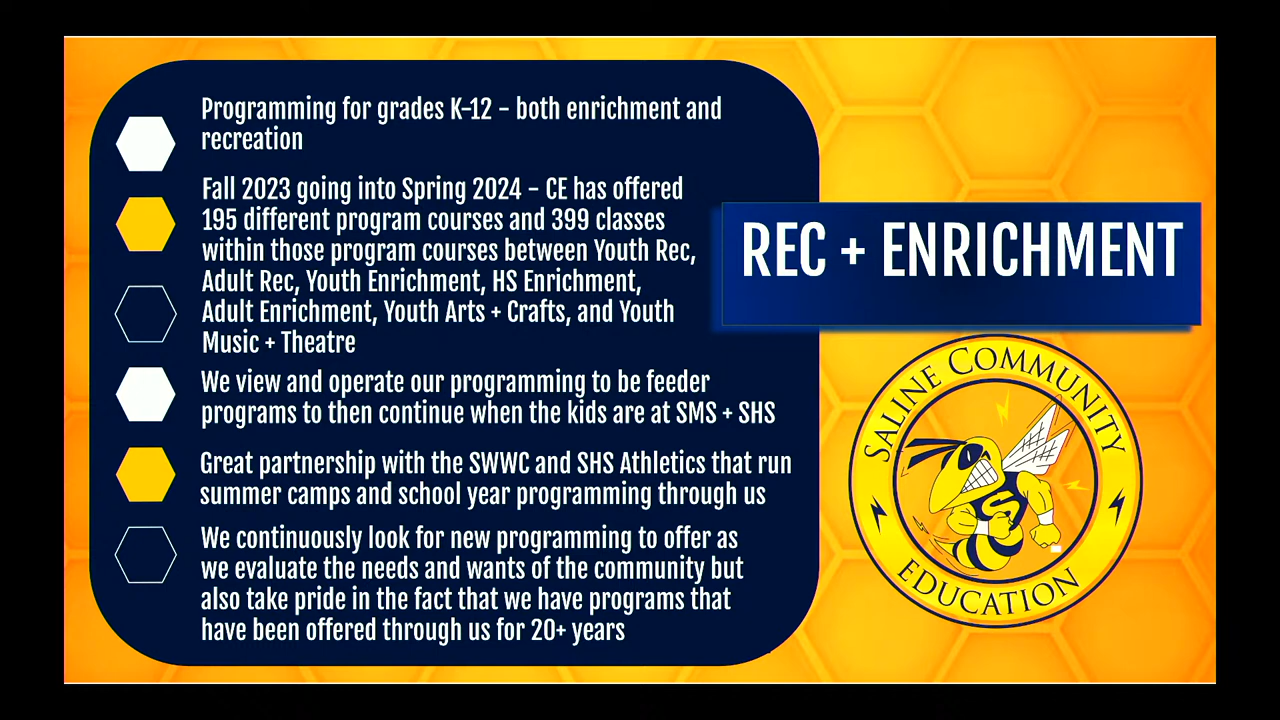 Programming for grades K-12 - both enrichment and
recreation
Fall 2023 going into Spring 2024 - CE has offered
195 different program courses and 399 classes
within those program courses between Youth Rec,
Adult Rec, Youth Enrichment, HS Enrichment,
Adult Enrichment, Youth Arts + Crafts, and Youth
Music + Theatre
We view and operate our programming to be feeder
programs to then continue when the kids are at SMS + SHS
Great partnership with the SWWC and SHS Athletics that run
summer camps and school year programming through us
We continuously look for new programming to offer as
we evaluate the needs and wants of the community but
also take pride in the fact that we have programs that
have been offered through us for 20+ years
REC + ENRICHMENT
SALINE COMMUNITY
S
EDUCATION